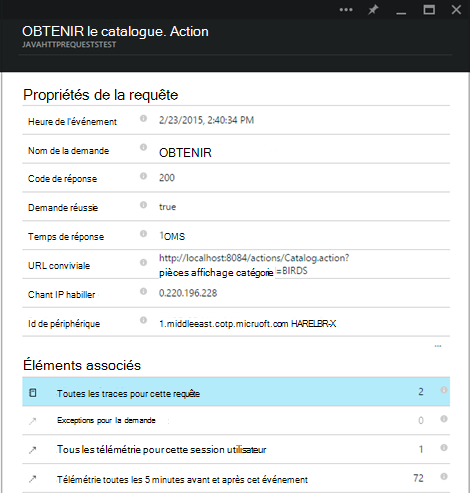 OBTENIR le catalogue. Action
JAVAHTTPREQUESTSTEST
Propriétés de la requête
Heure de l'événement 2/23/2015, 2:40:34 PM
Nom de la demande OBTENIR
Code de réponse 200
Demande réussie true
Temps de réponse 1OMS
URL conviviale http://localhost:8084/actions/Catalog.action?
pièces affichage catégorie=BIRDS
Chant IP habiller 0.220.196.228
Id de périphérique 1.middleeast.cotp.micruoft.com HARELBR-X
...
Éléments associés
Toutes les traces pour cette requête 2
Exceptions pour la demande 0
Tous les télémétrie pour cette session utilisateur 1
Télémétrie toutes les 5 minutes avant et après cet événement 72